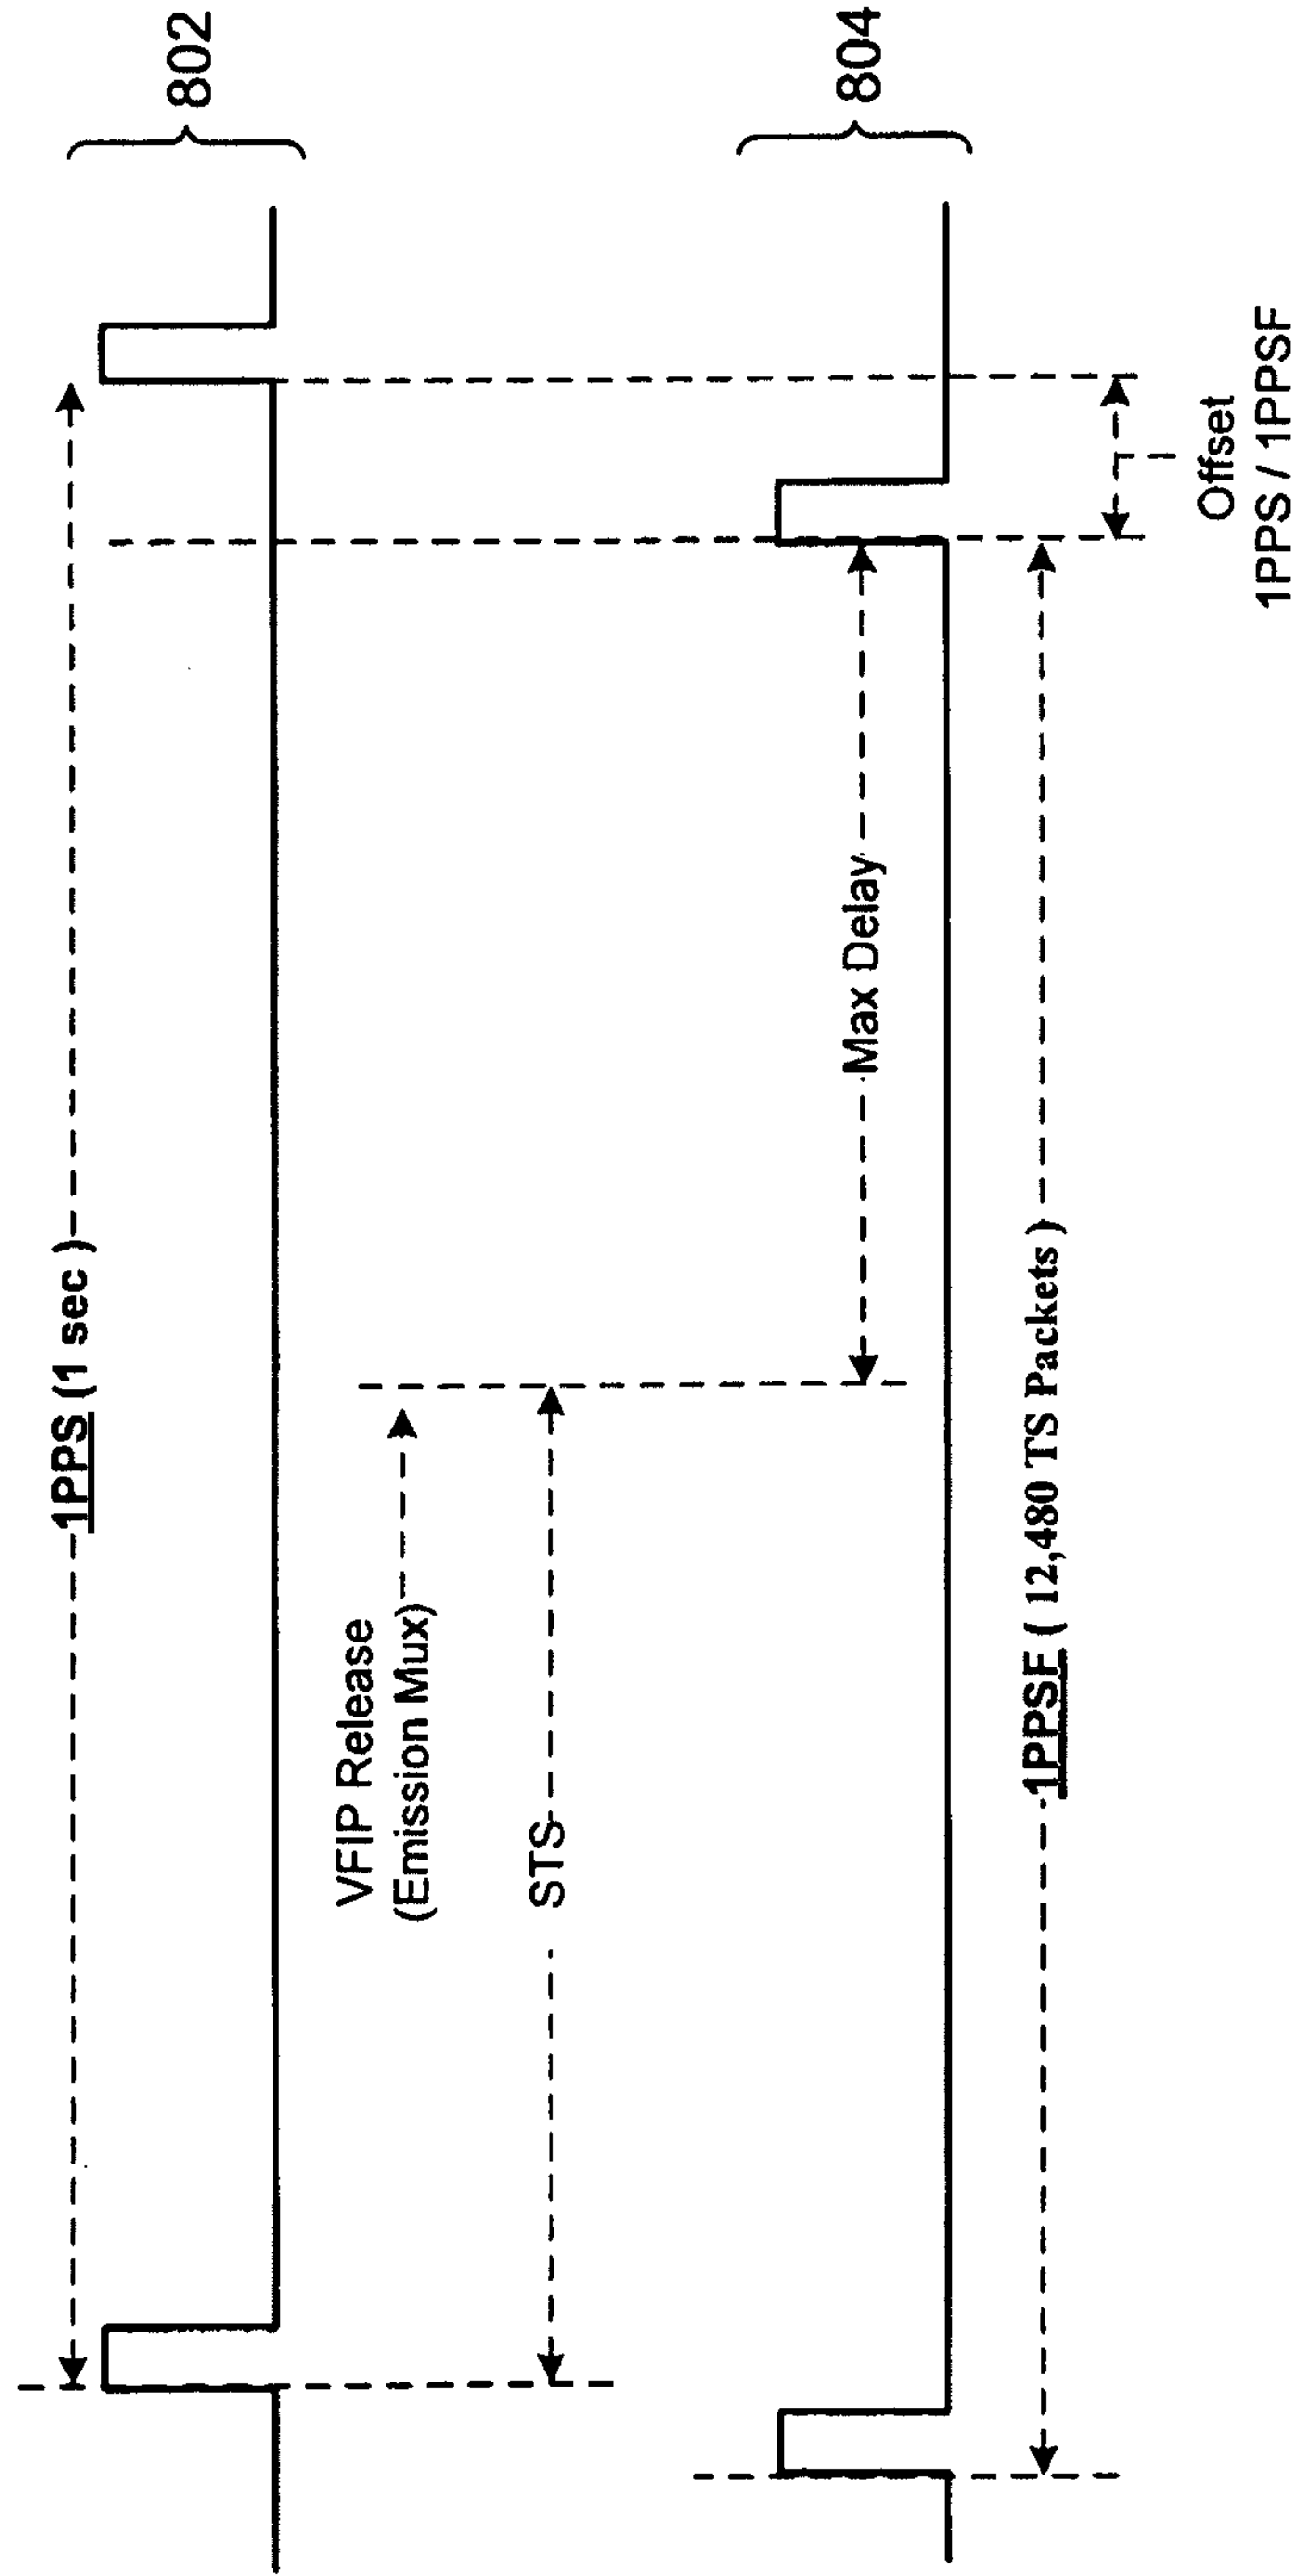 1PPS (1 sec )
802
VFIP Release
(Emission Mux)
STS
Max Delay
804
1PPSF ( 12,480 TS Packets )
Offset
1PPS / 1PPSF